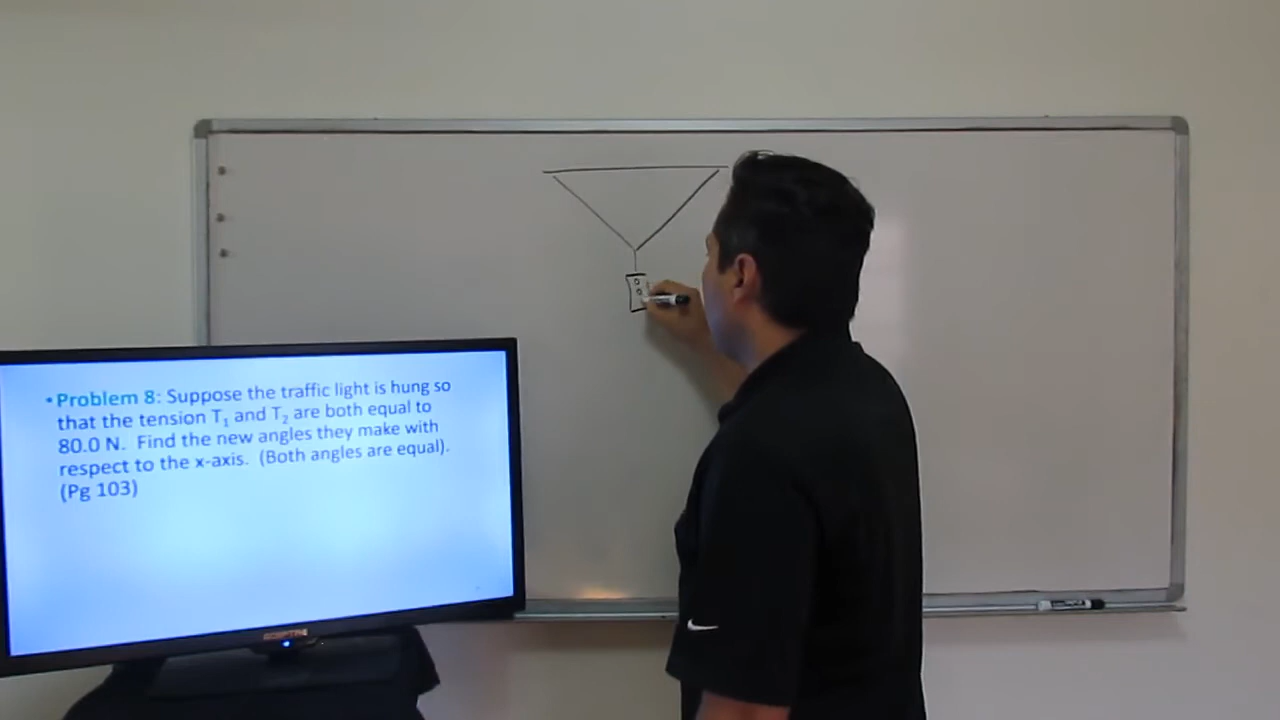 • Problem 8: Suppose the traffic light is hung so
that the tension T₁ and T₂ are both equal to
80.0 N. Find the new angles they make with
respect to the x-axis. (Both angles are equal).
(Pg 103)
SCEPTRE